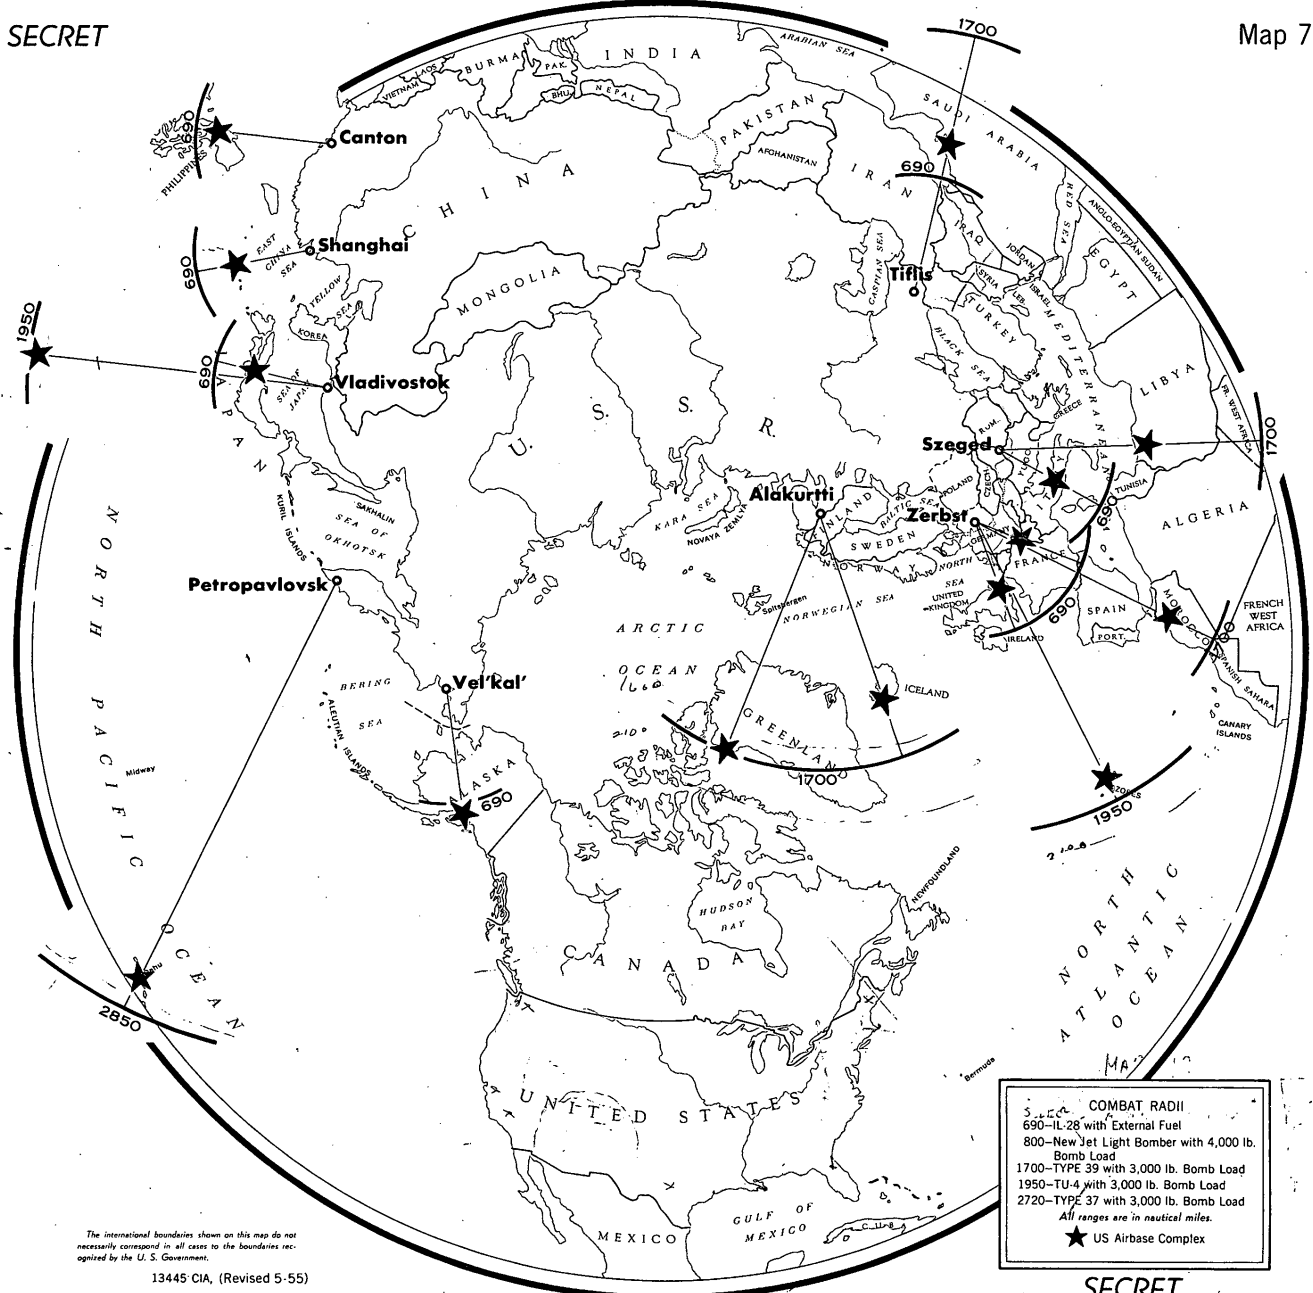 SECRET
Map 7
1700
INDIA
ARABIAN SEA
BURMA
LAOS
VIETNAM
PAK.
BHU.
NEPAL
PAKISTAN
AFGHANISTAN
SAUDI ARABIA
IRAN
690
690
PHILIPPINES
Canton
CHINA
RED SEA
ANGLO-EGYPTIAN SUDAN
EGYPT
IRAQ
JORDAN
ISRAEL
SYRIA
LEB.
690
EAST CHINA SEA
Shanghai
YELLOW SEA
MONGOLIA
CASPIAN SEA
Tiflis
TURKEY
BLACK SEA
MEDITERRANEAN
1950
690
KOREA
SEA OF JAPAN
JAPAN
Vladivostok
U. S. S. R.
RUM.
GREECE
LIBYA
FR. WEST AFRICA
1700
Szeged
YUGO.
CZECH.
POLAND
TUNISIA
690
ALGERIA
KURIL ISLANDS
SAKHALIN
SEA OF OKHOTSK
KARA SEA
NOVAYA ZEMLYA
Alakurtti
FINLAND
BALTIC SEA
Zerbst
SWEDEN
NORWAY
GERMANY
FRANCE
NORTH SEA
UNITED KINGDOM
IRELAND
690
SPAIN
PORT.
MOROCCO
FRENCH WEST AFRICA
SPANISH SAHARA
CANARY ISLANDS
Petropavlovsk
Spitsbergen
NORWEGIAN SEA
ARCTIC OCEAN
1660
2100
NORTH PACIFIC OCEAN
BERING SEA
Vel'kal'
ALEUTIAN ISLANDS
ALASKA
690
Midway
GREENLAND
ICELAND
1700
AZORES
1950
2100
NEWFOUNDLAND
HUDSON BAY
CANADA
NORTH ATLANTIC OCEAN
Oahu
2850
Bermuda
UNITED STATES
MEXICO
GULF OF MEXICO
CUBA
COMBAT RADII
690–IL-28 with External Fuel
800–New Jet Light Bomber with 4,000 lb.
Bomb Load
1700–TYPE 39 with 3,000 lb. Bomb Load
1950–TU-4 with 3,000 lb. Bomb Load
2720–TYPE 37 with 3,000 lb. Bomb Load
All ranges are in nautical miles.
US Airbase Complex
The international boundaries shown on this map do not
necessarily correspond in all cases to the boundaries rec-
ognized by the U. S. Government.
13445 CIA, (Revised 5-55)
SECRET